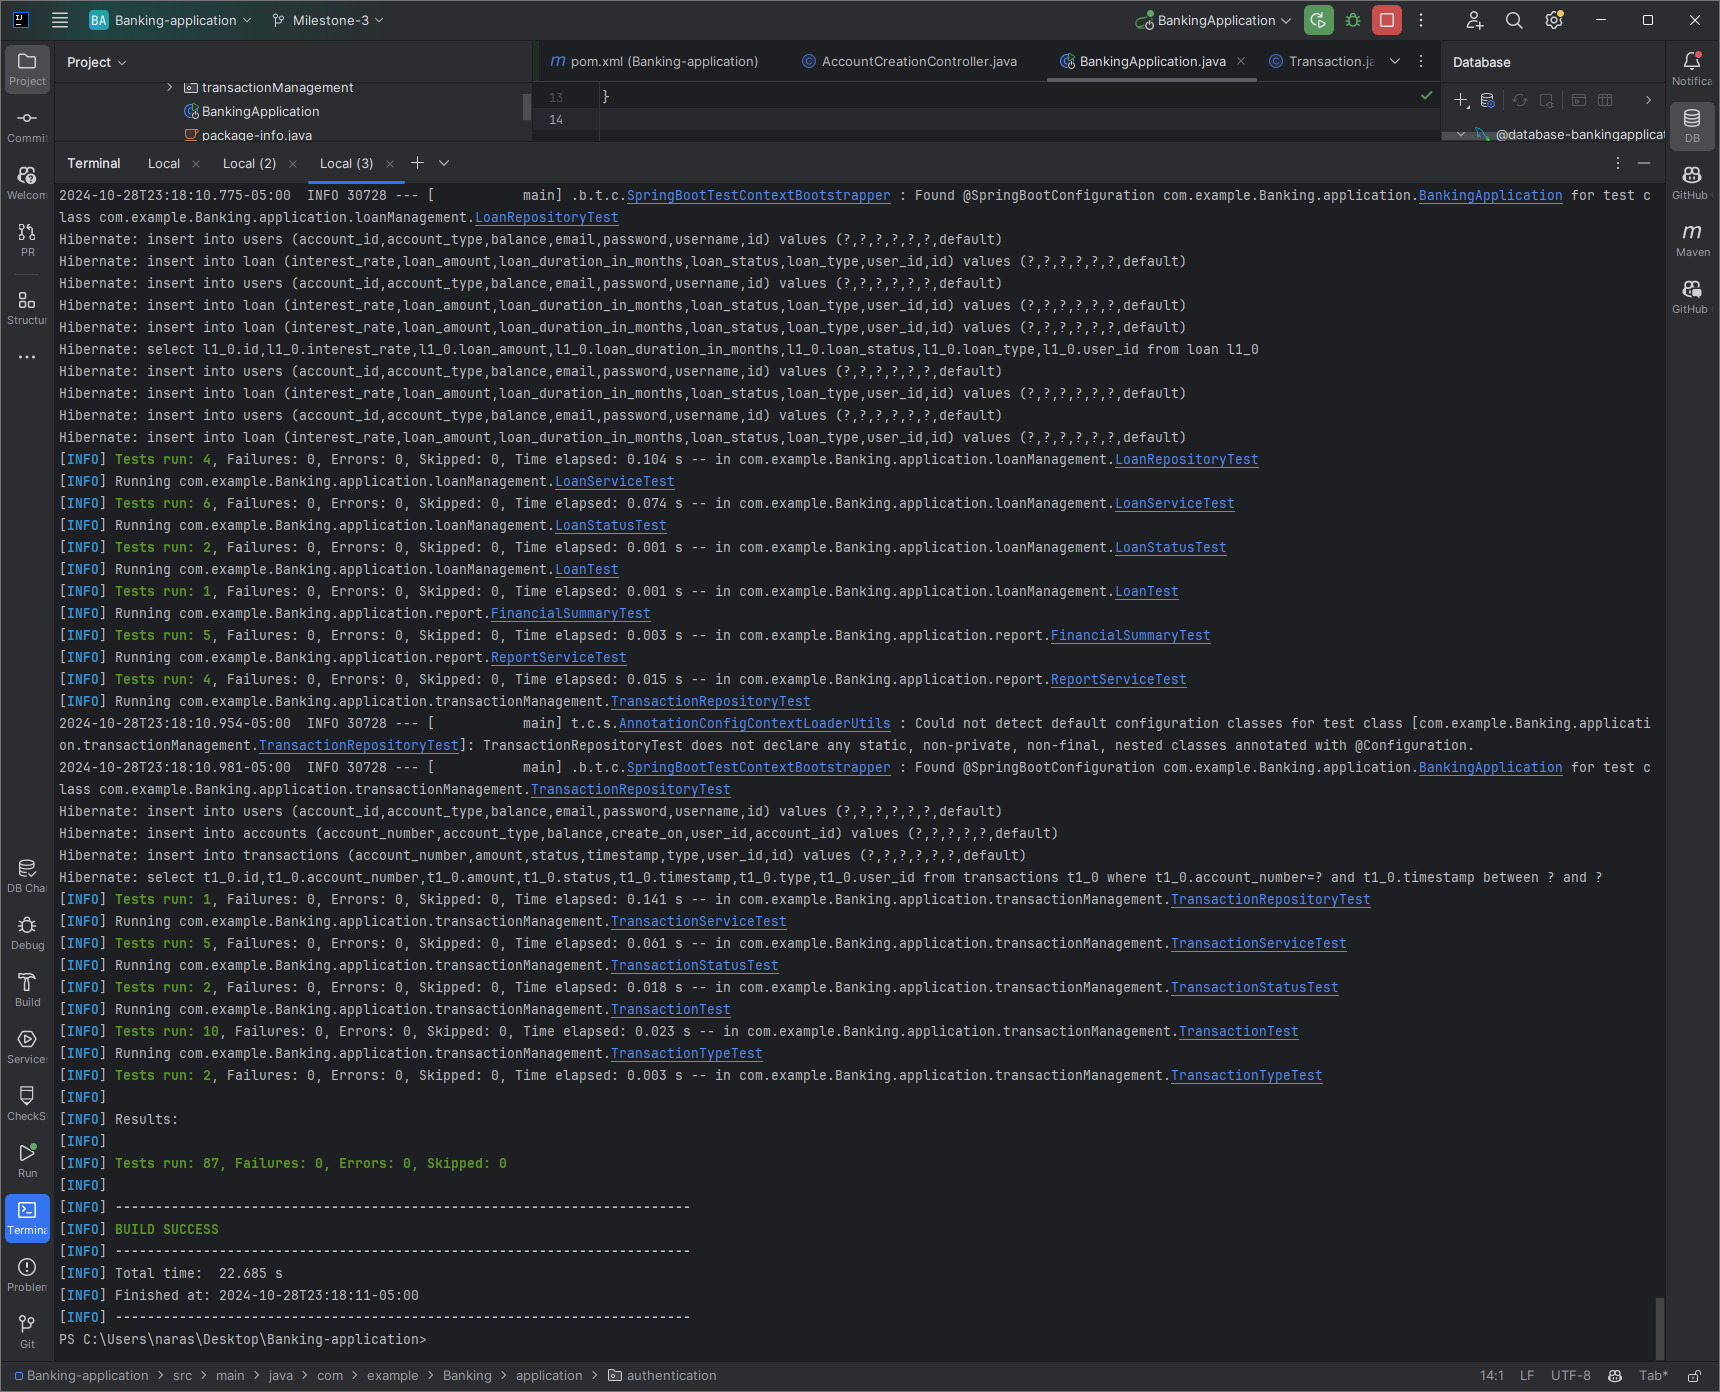 BA Banking-application Milestone-3 BankingApplication
Project
pom.xml (Banking-application) AccountCreationController.java BankingApplication.java Transaction.ja
Database
Project
transactionManagement
BankingApplication
package-info.java
13 }
14
@database-bankingapplicat
Commit
Welcom
PR
Structur
Notifica
DB
GitHub
m
Maven
GitHub
Terminal Local Local (2) Local (3)
2024-10-28T23:18:10.775-05:00  INFO 30728 --- [           main] .b.t.c.SpringBootTestContextBootstrapper : Found @SpringBootConfiguration com.example.Banking.application.BankingApplication for test c
lass com.example.Banking.application.loanManagement.LoanRepositoryTest
Hibernate: insert into users (account_id,account_type,balance,email,password,username,id) values (?,?,?,?,?,?,default)
Hibernate: insert into loan (interest_rate,loan_amount,loan_duration_in_months,loan_status,loan_type,user_id,id) values (?,?,?,?,?,?,default)
Hibernate: insert into users (account_id,account_type,balance,email,password,username,id) values (?,?,?,?,?,?,default)
Hibernate: insert into loan (interest_rate,loan_amount,loan_duration_in_months,loan_status,loan_type,user_id,id) values (?,?,?,?,?,?,default)
Hibernate: insert into loan (interest_rate,loan_amount,loan_duration_in_months,loan_status,loan_type,user_id,id) values (?,?,?,?,?,?,default)
Hibernate: select l1_0.id,l1_0.interest_rate,l1_0.loan_amount,l1_0.loan_duration_in_months,l1_0.loan_status,l1_0.loan_type,l1_0.user_id from loan l1_0
Hibernate: insert into users (account_id,account_type,balance,email,password,username,id) values (?,?,?,?,?,?,default)
Hibernate: insert into loan (interest_rate,loan_amount,loan_duration_in_months,loan_status,loan_type,user_id,id) values (?,?,?,?,?,?,default)
Hibernate: insert into users (account_id,account_type,balance,email,password,username,id) values (?,?,?,?,?,?,default)
Hibernate: insert into loan (interest_rate,loan_amount,loan_duration_in_months,loan_status,loan_type,user_id,id) values (?,?,?,?,?,?,default)
[INFO] Tests run: 4, Failures: 0, Errors: 0, Skipped: 0, Time elapsed: 0.104 s -- in com.example.Banking.application.loanManagement.LoanRepositoryTest
[INFO] Running com.example.Banking.application.loanManagement.LoanServiceTest
[INFO] Tests run: 6, Failures: 0, Errors: 0, Skipped: 0, Time elapsed: 0.074 s -- in com.example.Banking.application.loanManagement.LoanServiceTest
[INFO] Running com.example.Banking.application.loanManagement.LoanStatusTest
[INFO] Tests run: 2, Failures: 0, Errors: 0, Skipped: 0, Time elapsed: 0.001 s -- in com.example.Banking.application.loanManagement.LoanStatusTest
[INFO] Running com.example.Banking.application.loanManagement.LoanTest
[INFO] Tests run: 1, Failures: 0, Errors: 0, Skipped: 0, Time elapsed: 0.001 s -- in com.example.Banking.application.loanManagement.LoanTest
[INFO] Running com.example.Banking.application.report.FinancialSummaryTest
[INFO] Tests run: 5, Failures: 0, Errors: 0, Skipped: 0, Time elapsed: 0.003 s -- in com.example.Banking.application.report.FinancialSummaryTest
[INFO] Running com.example.Banking.application.report.ReportServiceTest
[INFO] Tests run: 4, Failures: 0, Errors: 0, Skipped: 0, Time elapsed: 0.015 s -- in com.example.Banking.application.report.ReportServiceTest
[INFO] Running com.example.Banking.application.transactionManagement.TransactionRepositoryTest
2024-10-28T23:18:10.954-05:00  INFO 30728 --- [           main] t.c.s.AnnotationConfigContextLoaderUtils : Could not detect default configuration classes for test class [com.example.Banking.applicati
on.transactionManagement.TransactionRepositoryTest]: TransactionRepositoryTest does not declare any static, non-private, non-final, nested classes annotated with @Configuration.
2024-10-28T23:18:10.981-05:00  INFO 30728 --- [           main] .b.t.c.SpringBootTestContextBootstrapper : Found @SpringBootConfiguration com.example.Banking.application.BankingApplication for test c
lass com.example.Banking.application.transactionManagement.TransactionRepositoryTest
Hibernate: insert into users (account_id,account_type,balance,email,password,username,id) values (?,?,?,?,?,?,default)
Hibernate: insert into accounts (account_number,account_type,balance,create_on,user_id,account_id) values (?,?,?,?,?,default)
Hibernate: insert into transactions (account_number,amount,status,timestamp,type,user_id,id) values (?,?,?,?,?,?,default)
Hibernate: select t1_0.id,t1_0.account_number,t1_0.amount,t1_0.status,t1_0.timestamp,t1_0.type,t1_0.user_id from transactions t1_0 where t1_0.account_number=? and t1_0.timestamp between ? and ?
[INFO] Tests run: 1, Failures: 0, Errors: 0, Skipped: 0, Time elapsed: 0.141 s -- in com.example.Banking.application.transactionManagement.TransactionRepositoryTest
[INFO] Running com.example.Banking.application.transactionManagement.TransactionServiceTest
[INFO] Tests run: 5, Failures: 0, Errors: 0, Skipped: 0, Time elapsed: 0.061 s -- in com.example.Banking.application.transactionManagement.TransactionServiceTest
[INFO] Running com.example.Banking.application.transactionManagement.TransactionStatusTest
[INFO] Tests run: 2, Failures: 0, Errors: 0, Skipped: 0, Time elapsed: 0.018 s -- in com.example.Banking.application.transactionManagement.TransactionStatusTest
[INFO] Running com.example.Banking.application.transactionManagement.TransactionTest
[INFO] Tests run: 10, Failures: 0, Errors: 0, Skipped: 0, Time elapsed: 0.023 s -- in com.example.Banking.application.transactionManagement.TransactionTest
[INFO] Running com.example.Banking.application.transactionManagement.TransactionTypeTest
[INFO] Tests run: 2, Failures: 0, Errors: 0, Skipped: 0, Time elapsed: 0.003 s -- in com.example.Banking.application.transactionManagement.TransactionTypeTest
[INFO]
[INFO] Results:
[INFO]
[INFO] Tests run: 87, Failures: 0, Errors: 0, Skipped: 0
[INFO]
[INFO] ------------------------------------------------------------------------
[INFO] BUILD SUCCESS
[INFO] ------------------------------------------------------------------------
[INFO] Total time:  22.685 s
[INFO] Finished at: 2024-10-28T23:18:11-05:00
[INFO] ------------------------------------------------------------------------
PS C:\Users\naras\Desktop\Banking-application>
DB Cha
Debug
Build
Service
CheckS
Run
Termina
Problem
Git
Banking-application > src > main > java > com > example > Banking > application > authentication
14:1 LF UTF-8 Tab*